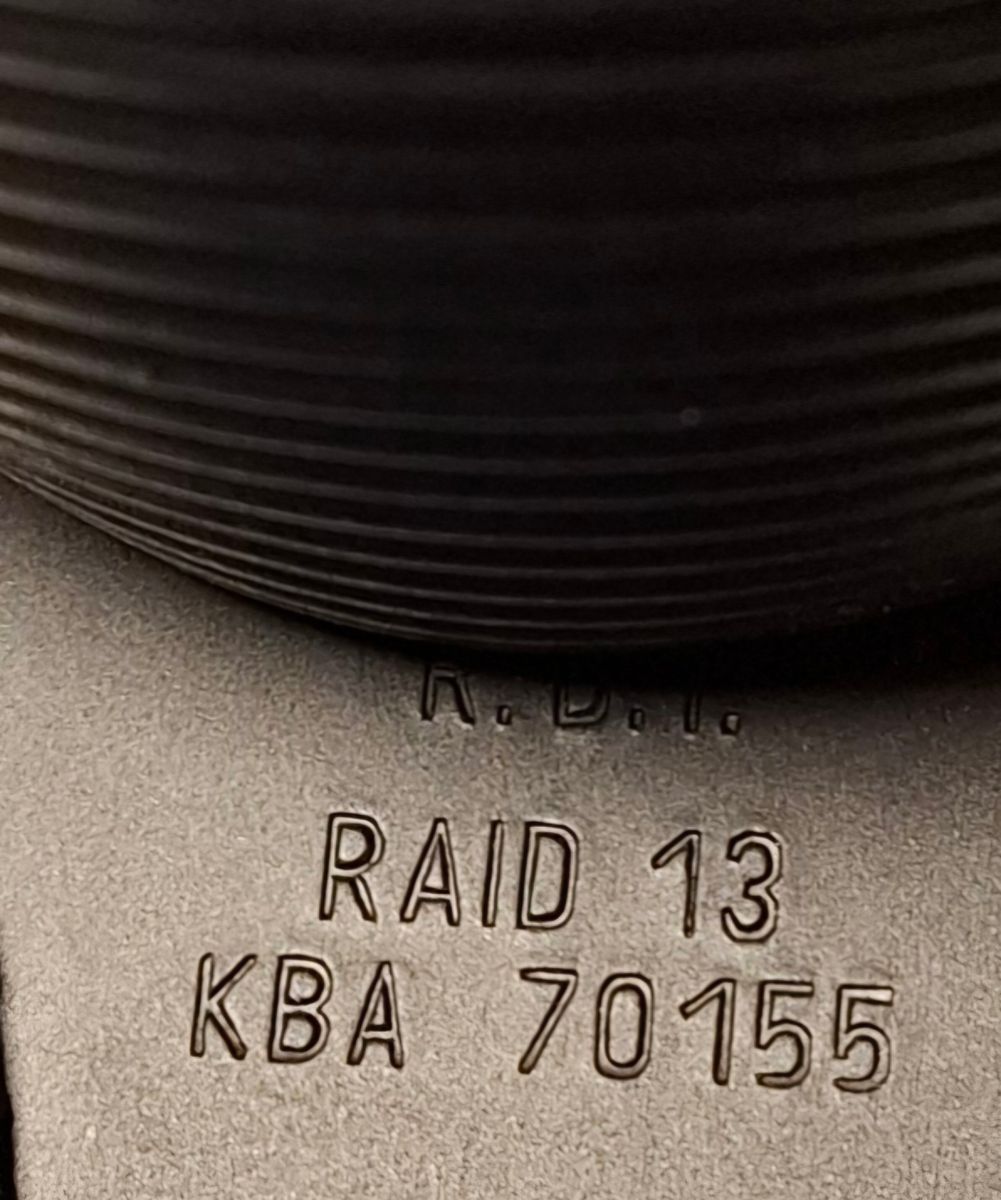 R.D.I.
RAID 13
KBA 70155